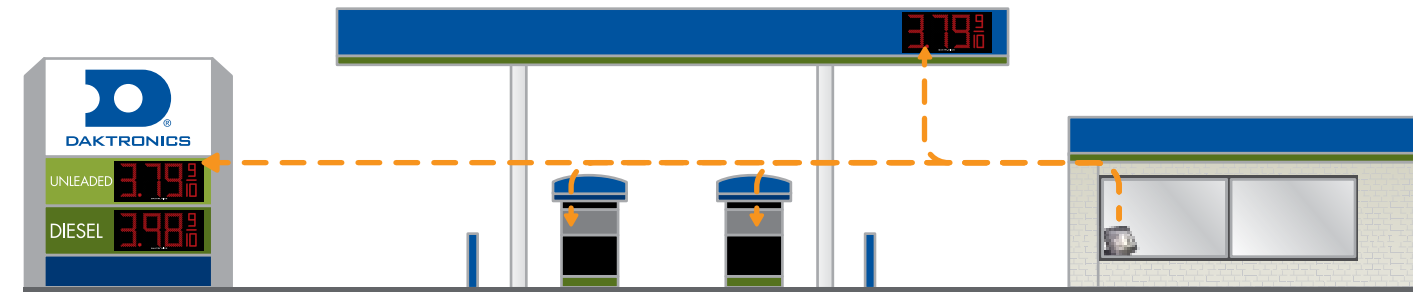 3.79 9/10
®
DAKTRONICS
UNLEADED 3.79 9/10
DIESEL 3.98 9/10